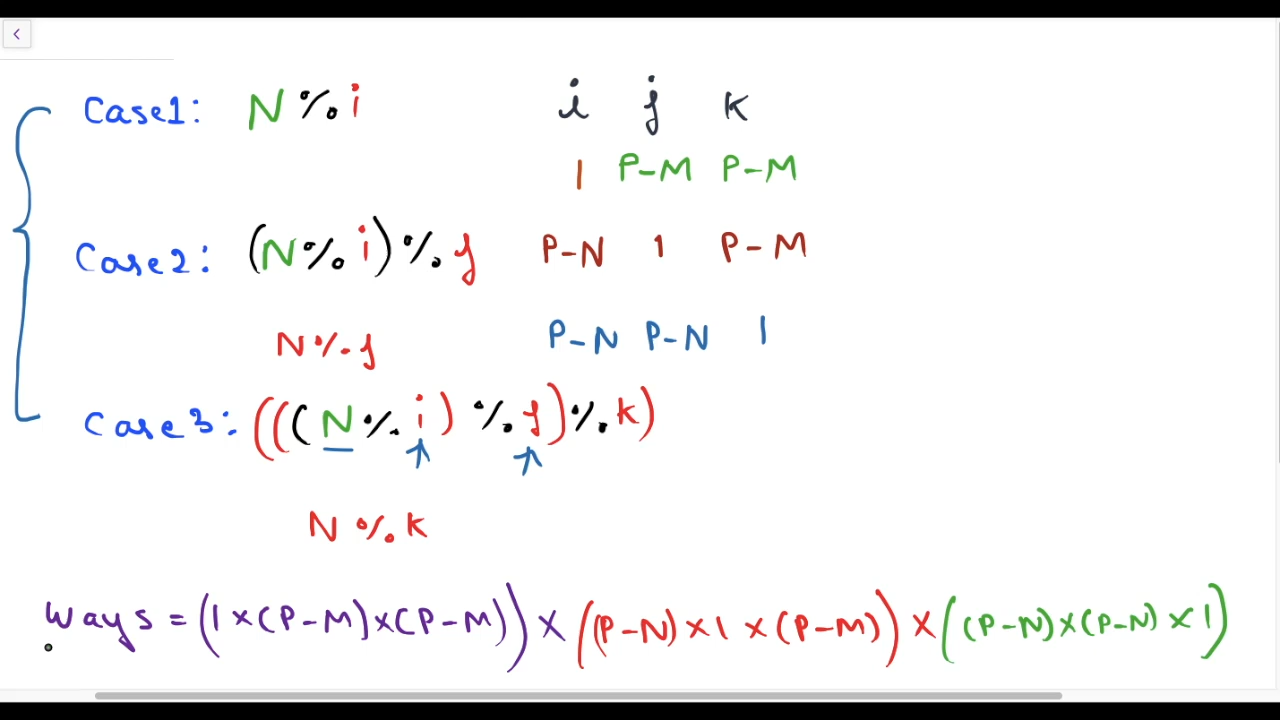 Case1: N % i i j k
1 P-M P-M
Case2: (N % i) % j P-N 1 P-M
N % j P-N P-N 1
Case3: (((N % i) % j) % k)
N % k
Ways = (1 × (P-M) × (P-M)) × ((P-N) × 1 × (P-M)) × ((P-N) × (P-N) × 1)